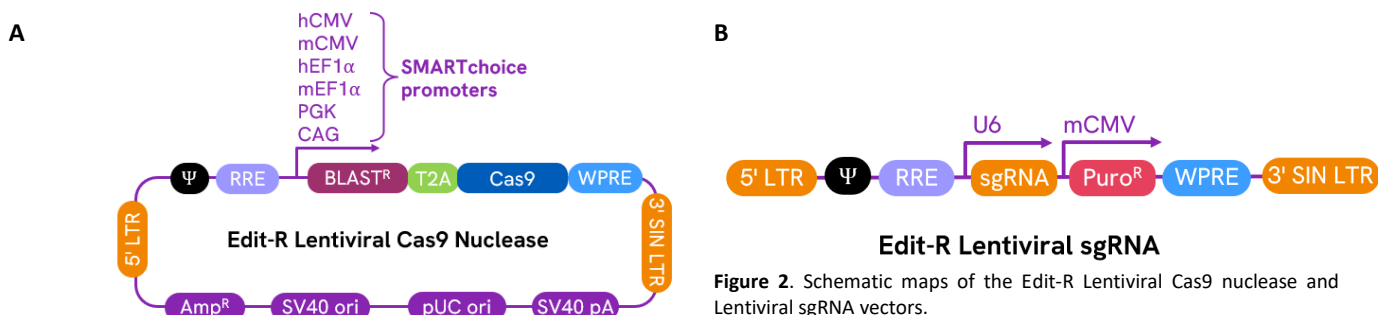 A
hCMV
mCMV
hEF1α
mEF1α
PGK
CAG
SMARTchoice
promoters
Ψ RRE BLASTᴿ T2A Cas9 WPRE
5' LTR
3' SIN LTR
Edit-R Lentiviral Cas9 Nuclease
Ampᴿ SV40 ori pUC ori SV40 pA
B
U6 mCMV
5' LTR Ψ RRE sgRNA Puroᴿ WPRE 3' SIN LTR
Edit-R Lentiviral sgRNA
Figure 2. Schematic maps of the Edit-R Lentiviral Cas9 nuclease and
Lentiviral sgRNA vectors.